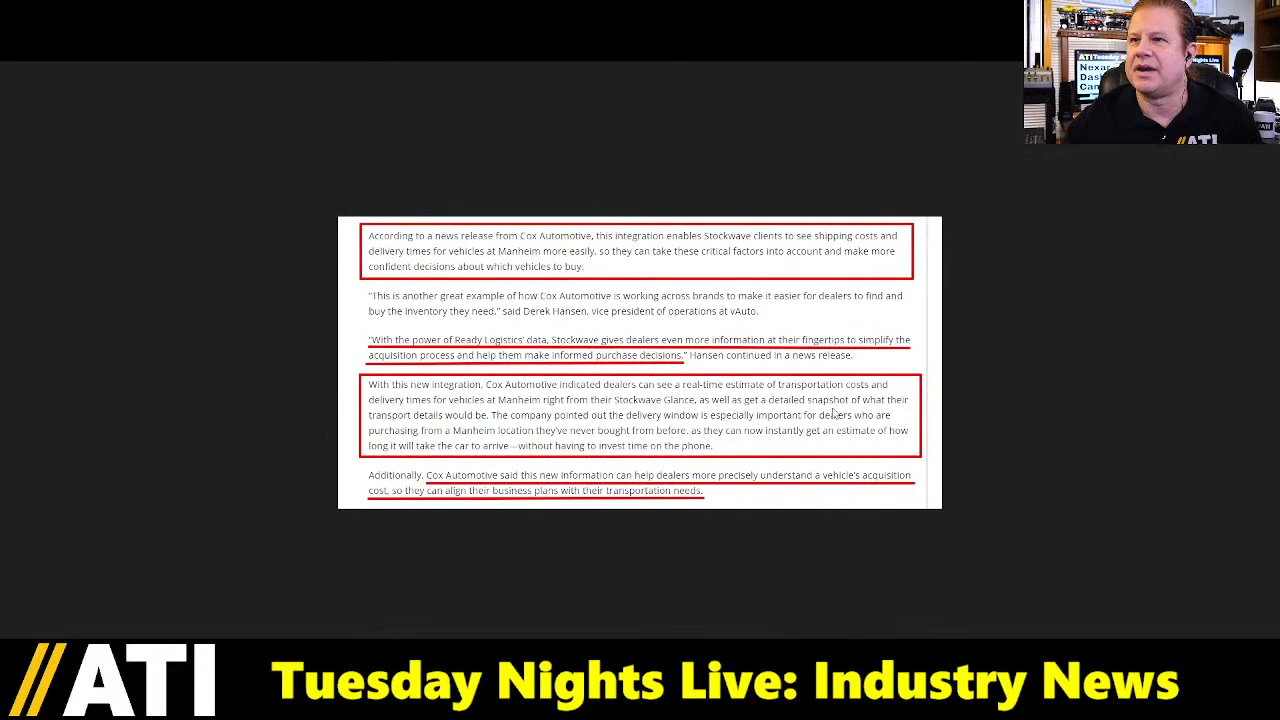 ATI Tuesday Nights Live
Nexar
Dash
Cam
//ATI
//ATI
According to a news release from Cox Automotive, this integration enables Stockwave clients to see shipping costs and
delivery times for vehicles at Manheim more easily, so they can take these critical factors into account and make more
confident decisions about which vehicles to buy.
"This is another great example of how Cox Automotive is working across brands to make it easier for dealers to find and
buy the inventory they need," said Derek Hansen, vice president of operations at vAuto.
"With the power of Ready Logistics' data, Stockwave gives dealers even more information at their fingertips to simplify the
acquisition process and help them make informed purchase decisions," Hansen continued in a news release.
With this new integration, Cox Automotive indicated dealers can see a real-time estimate of transportation costs and
delivery times for vehicles at Manheim right from their Stockwave Glance, as well as get a detailed snapshot of what their
transport details would be. The company pointed out the delivery window is especially important for dealers who are
purchasing from a Manheim location they've never bought from before, as they can now instantly get an estimate of how
long it will take the car to arrive—without having to invest time on the phone.
Additionally, Cox Automotive said this new information can help dealers more precisely understand a vehicle's acquisition
cost, so they can align their business plans with their transportation needs.
//ATI
Tuesday Nights Live: Industry News